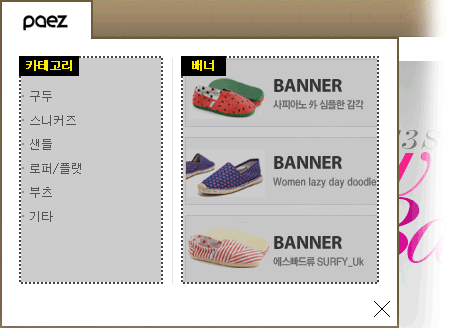 paez
카테고리
구두
스니커즈
샌들
로퍼/플랫
부츠
기타
배너
BANNER
사피아노 外 심플한 감각
BANNER
Women lazy day doodle
BANNER
에스빠드류 SURFY_Uk
3S